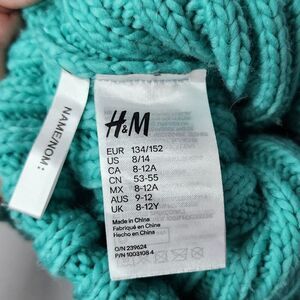 NAME/NOM:
H&M
EUR 134/152
US 8/14
CA 8-12A
CN 53-55
MX 8-12A
AUS 9-12
UK 8-12Y
Made in China
Fabriqué en Chine
Hecho en China
O/N 239624
P/N 1003108 4